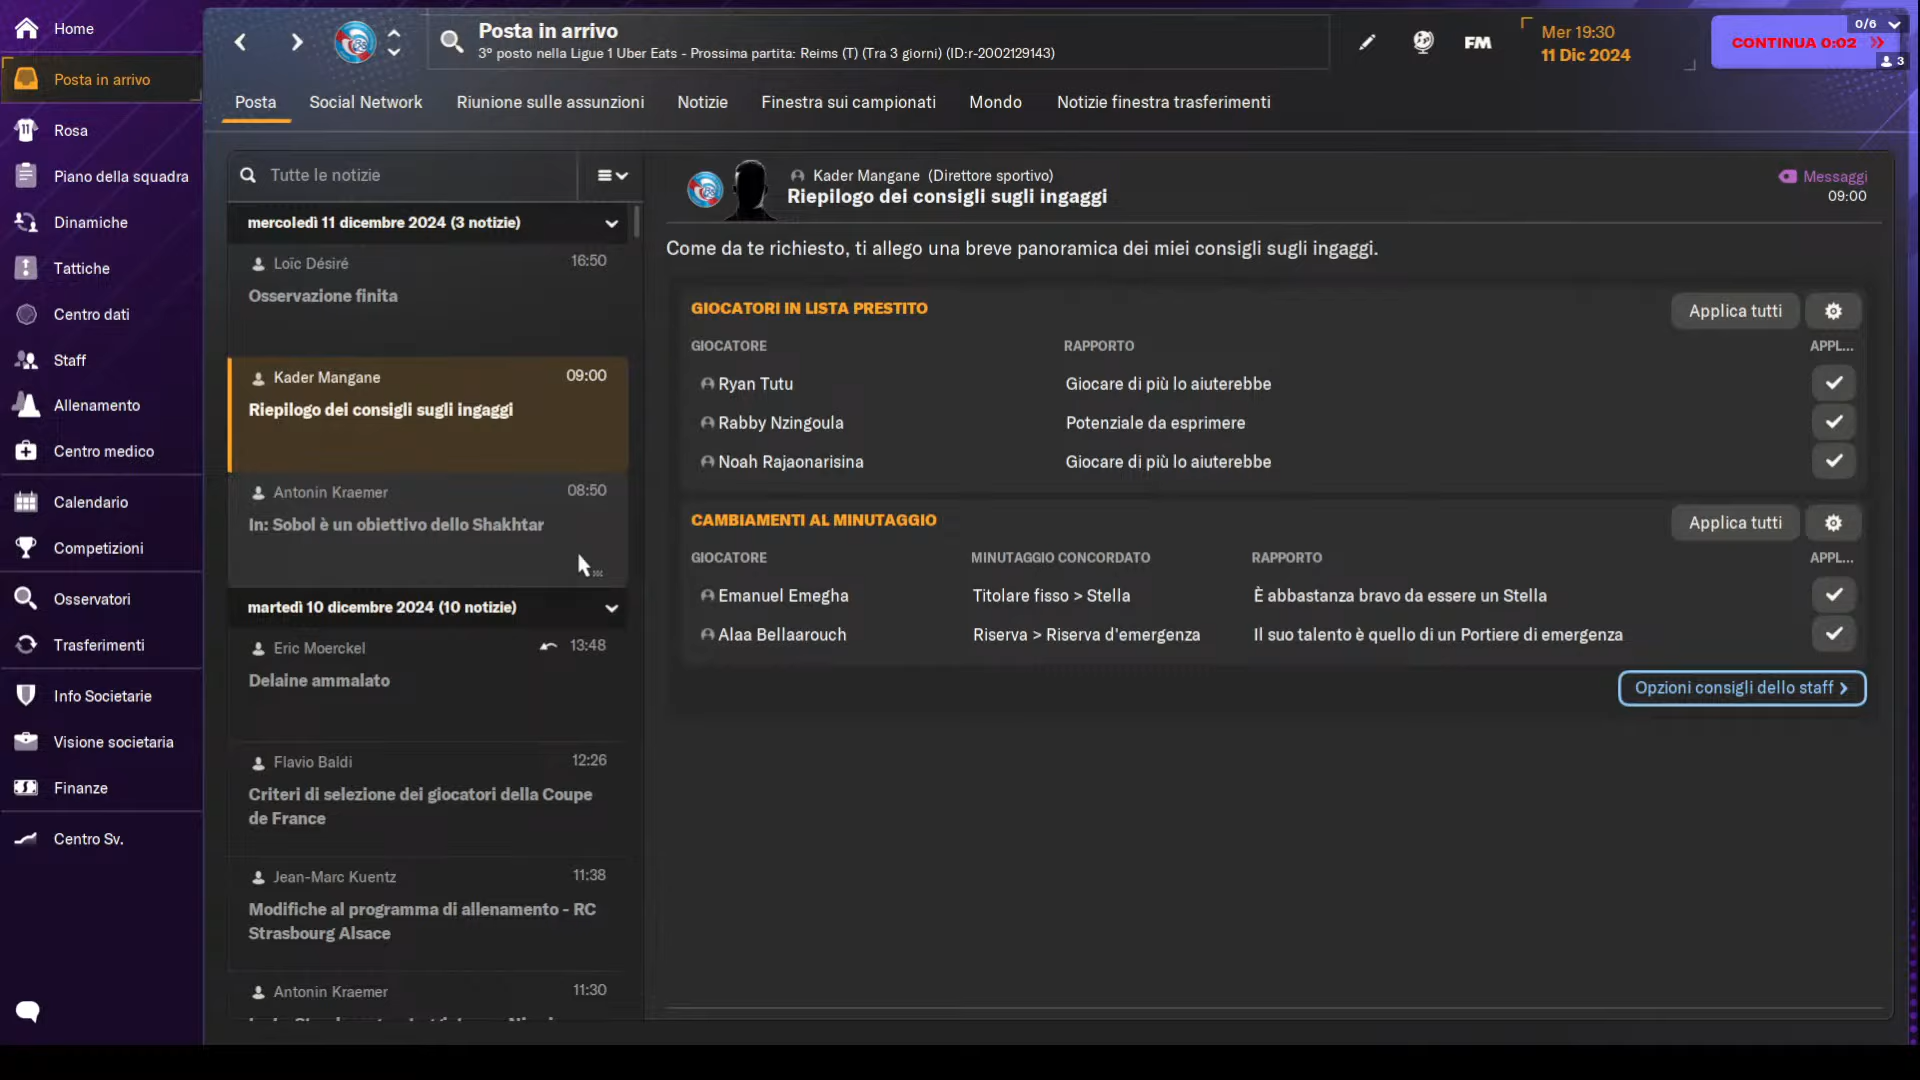 Home
Posta in arrivo
Rosa
Piano della squadra
Dinamiche
Tattiche
Centro dati
Staff
Allenamento
Centro medico
Calendario
Competizioni
Osservatori
Trasferimenti
Info Societarie
Visione societaria
Finanze
Centro Sv.
Posta in arrivo
3º posto nella Ligue 1 Uber Eats - Prossima partita: Reims (T) (Tra 3 giorni) (ID:r-2002129143)
FM
Mer 19:30
11 Dic 2024
CONTINUA 0:02
0/6
3
Posta Social Network Riunione sulle assunzioni Notizie Finestra sui campionati Mondo Notizie finestra trasferimenti
Tutte le notizie
mercoledì 11 dicembre 2024 (3 notizie)
Loïc Désiré 16:50
Osservazione finita
Kader Mangane 09:00
Riepilogo dei consigli sugli ingaggi
Antonin Kraemer 08:50
In: Sobol è un obiettivo dello Shakhtar
martedì 10 dicembre 2024 (10 notizie)
Eric Moerckel 13:48
Delaine ammalato
Flavio Baldi 12:26
Criteri di selezione dei giocatori della Coupe
de France
Jean-Marc Kuentz 11:38
Modifiche al programma di allenamento - RC
Strasbourg Alsace
Antonin Kraemer 11:30
Kader Mangane (Direttore sportivo)
Riepilogo dei consigli sugli ingaggi
Messaggi
09:00
Come da te richiesto, ti allego una breve panoramica dei miei consigli sugli ingaggi.
GIOCATORI IN LISTA PRESTITO Applica tutti
GIOCATORE RAPPORTO APPL...
Ryan Tutu Giocare di più lo aiuterebbe
Rabby Nzingoula Potenziale da esprimere
Noah Rajaonarisina Giocare di più lo aiuterebbe
CAMBIAMENTI AL MINUTAGGIO Applica tutti
GIOCATORE MINUTAGGIO CONCORDATO RAPPORTO APPL...
Emanuel Emegha Titolare fisso > Stella È abbastanza bravo da essere un Stella
Alaa Bellaarouch Riserva > Riserva d'emergenza Il suo talento è quello di un Portiere di emergenza
Opzioni consigli dello staff